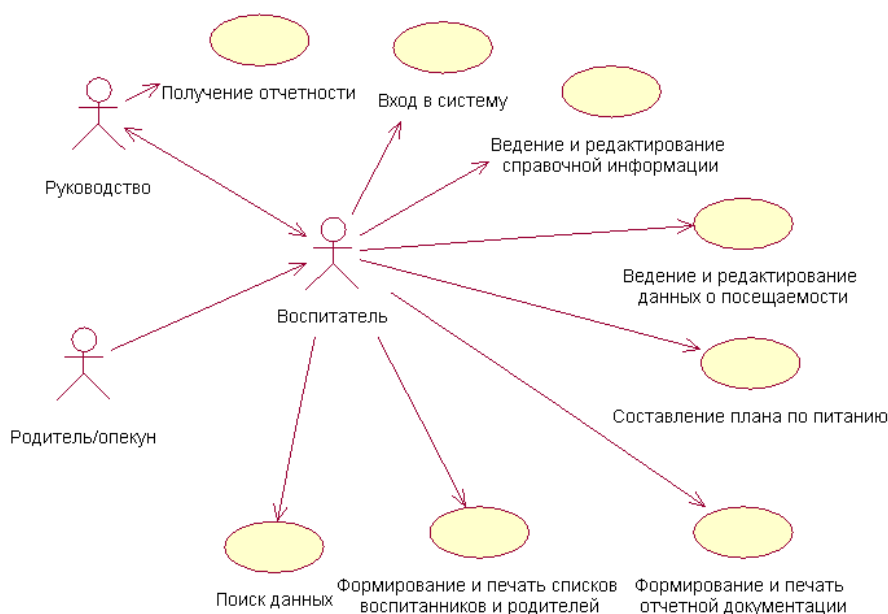 Получение отчетности
Вход в систему
Ведение и редактирование
справочной информации
Руководство
Ведение и редактирование
данных о посещаемости
Воспитатель
Составление плана по питанию
Родитель/опекун
Поиск данных
Формирование и печать списков
воспитанников и родителей
Формирование и печать
отчетной документации